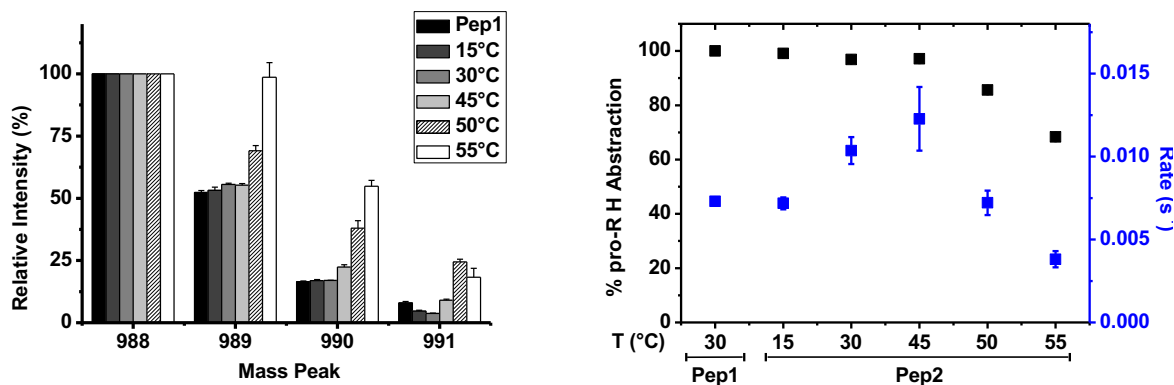 Relative Intensity (%)
100
75
50
25
0
988 989 990 991
Mass Peak
Pep1
15°C
30°C
45°C
50°C
55°C
% pro-R H Abstraction
100
80
60
40
20
0
T (°C) 30 15 30 45 50 55
Pep1 Pep2
0.015
0.010
0.005
0.000
Rate (s